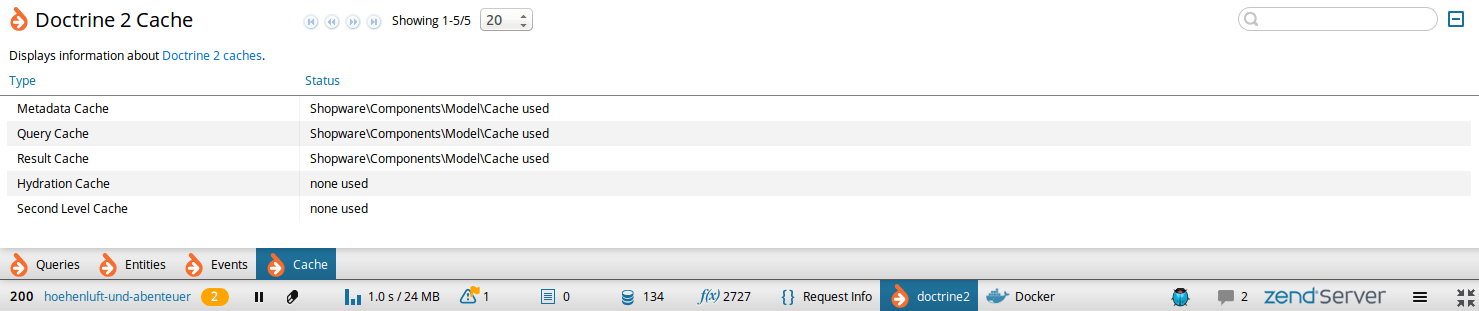 Doctrine 2 Cache Showing 1-5/5 20
Displays information about Doctrine 2 caches.
Type Status
Metadata Cache Shopware\Components\Model\Cache used
Query Cache Shopware\Components\Model\Cache used
Result Cache Shopware\Components\Model\Cache used
Hydration Cache none used
Second Level Cache none used
Queries Entities Events Cache
200 hoehenluft-und-abenteuer 2 1.0 s / 24 MB 1 0 134 f(x) 2727 {} Request Info doctrine2 Docker 2 zend Server